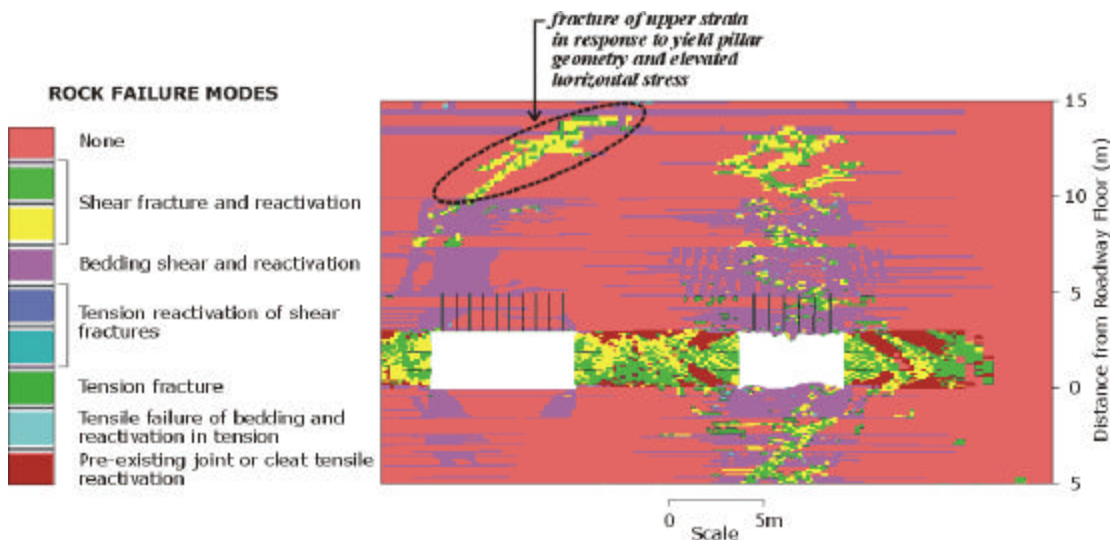 fracture of upper strata
in response to yield pillar
geometry and elevated
horizontal stress
ROCK FAILURE MODES
None
Shear fracture and reactivation
Bedding shear and reactivation
Tension reactivation of shear
fractures
Tension fracture
Tensile failure of bedding and
reactivation in tension
Pre-existing joint or cleat tensile
reactivation
15
10
5
0
5
Distance from Roadway Floor (m)
0 5m
Scale